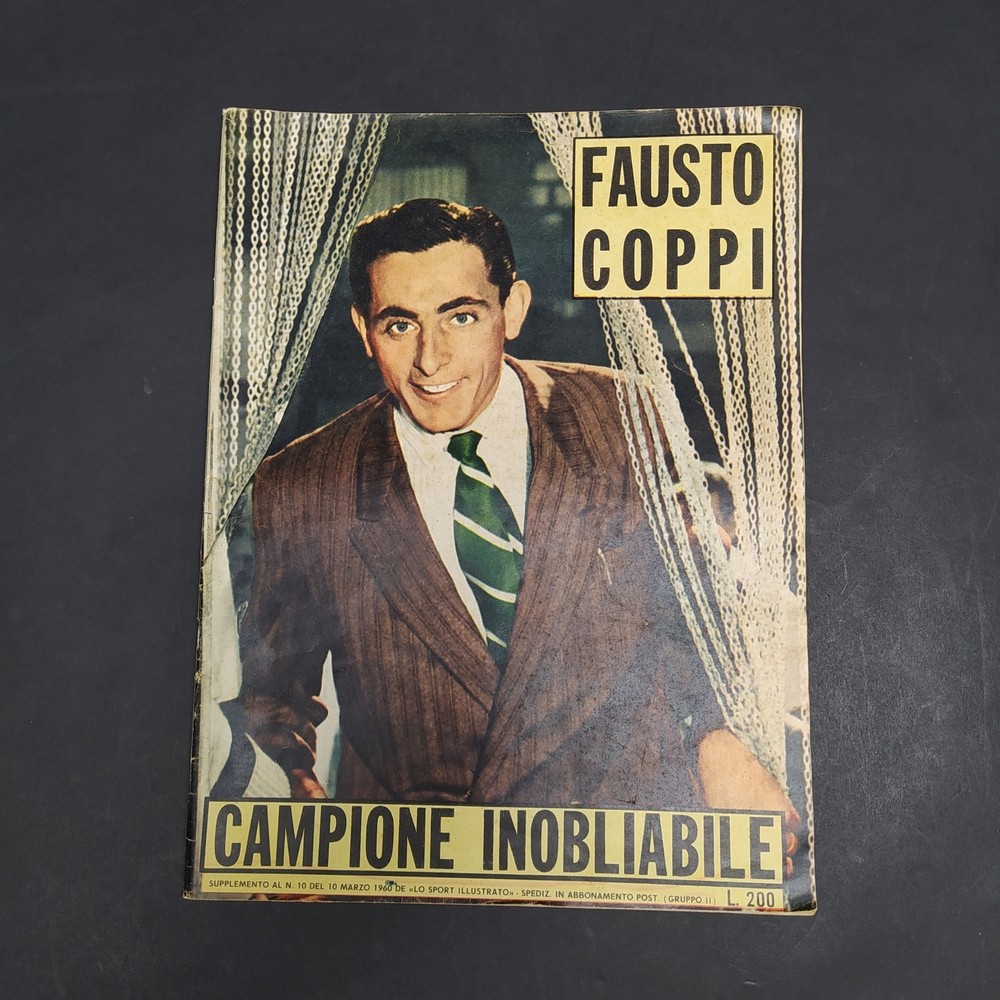 FAUSTO
COPPI
CAMPIONE INOBLIABILE
SUPPLEMENTO AL N. 10 DEL 10 MARZO 1960 DE «LO SPORT ILLUSTRATO» - SPEDIZ. IN ABBONAMENTO POST. (GRUPPO II) L. 200